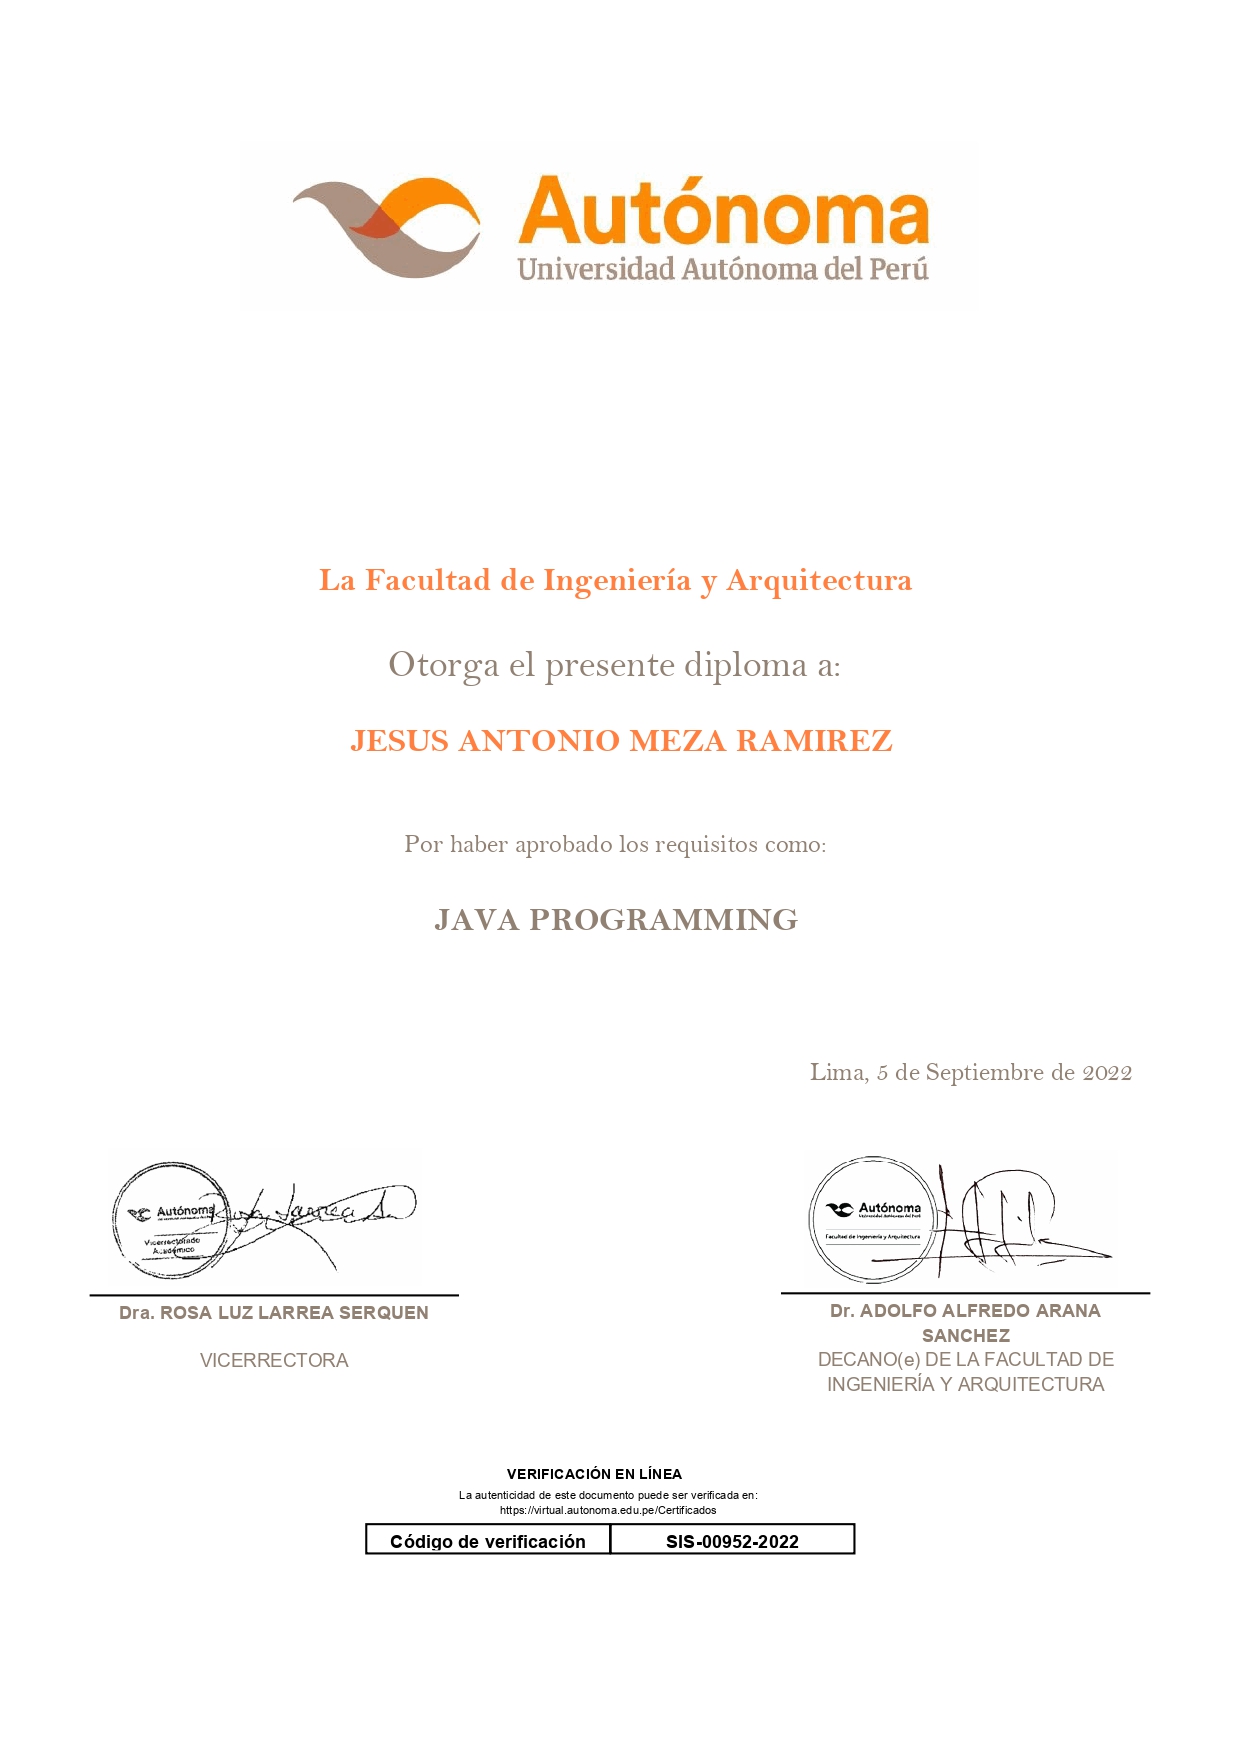 Autónoma
Universidad Autónoma del Perú
La Facultad de Ingeniería y Arquitectura
Otorga el presente diploma a:
JESUS ANTONIO MEZA RAMIREZ
Por haber aprobado los requisitos como:
JAVA PROGRAMMING
Lima, 5 de Septiembre de 2022
Autónoma
Vicerrectorado
Académico
Rosa Larrea S.
Autónoma
Universidad Autónoma del Perú
Facultad de Ingeniería y Arquitectura
Dra. ROSA LUZ LARREA SERQUEN
VICERRECTORA
Dr. ADOLFO ALFREDO ARANA
SANCHEZ
DECANO(e) DE LA FACULTAD DE
INGENIERÍA Y ARQUITECTURA
VERIFICACIÓN EN LÍNEA
La autenticidad de este documento puede ser verificada en:
https://virtual.autonoma.edu.pe/Certificados
Código de verificación SIS-00952-2022